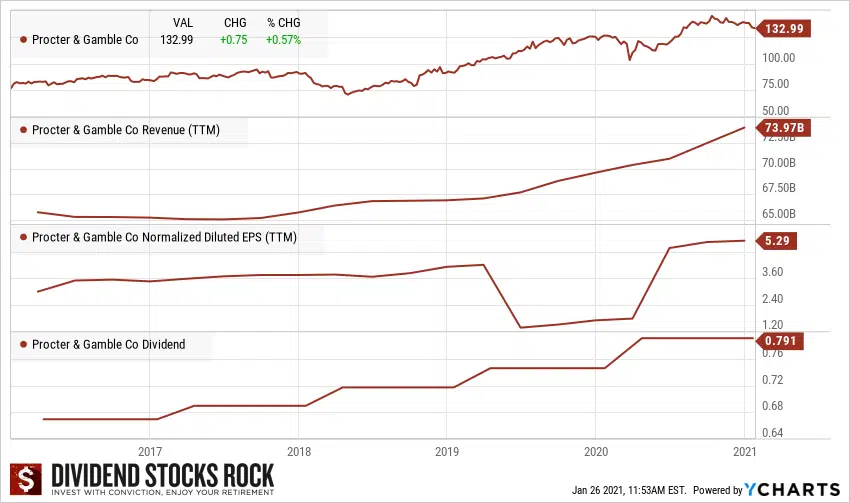 VAL CHG % CHG
Procter & Gamble Co 132.99 +0.75 +0.57%
132.99
100.00
75.00
50.00
Procter & Gamble Co Revenue (TTM)
73.97B
72.50B
70.00B
67.50B
65.00B
Procter & Gamble Co Normalized Diluted EPS (TTM)
5.29
3.60
2.40
1.20
Procter & Gamble Co Dividend
0.791
0.76
0.72
0.68
0.64
2017 2018 2019 2020 2021
$ DIVIDEND STOCKS ROCK
INVEST WITH CONVICTION, ENJOY YOUR RETIREMENT
Jan 26 2021, 11:53AM EST. Powered by YCHARTS